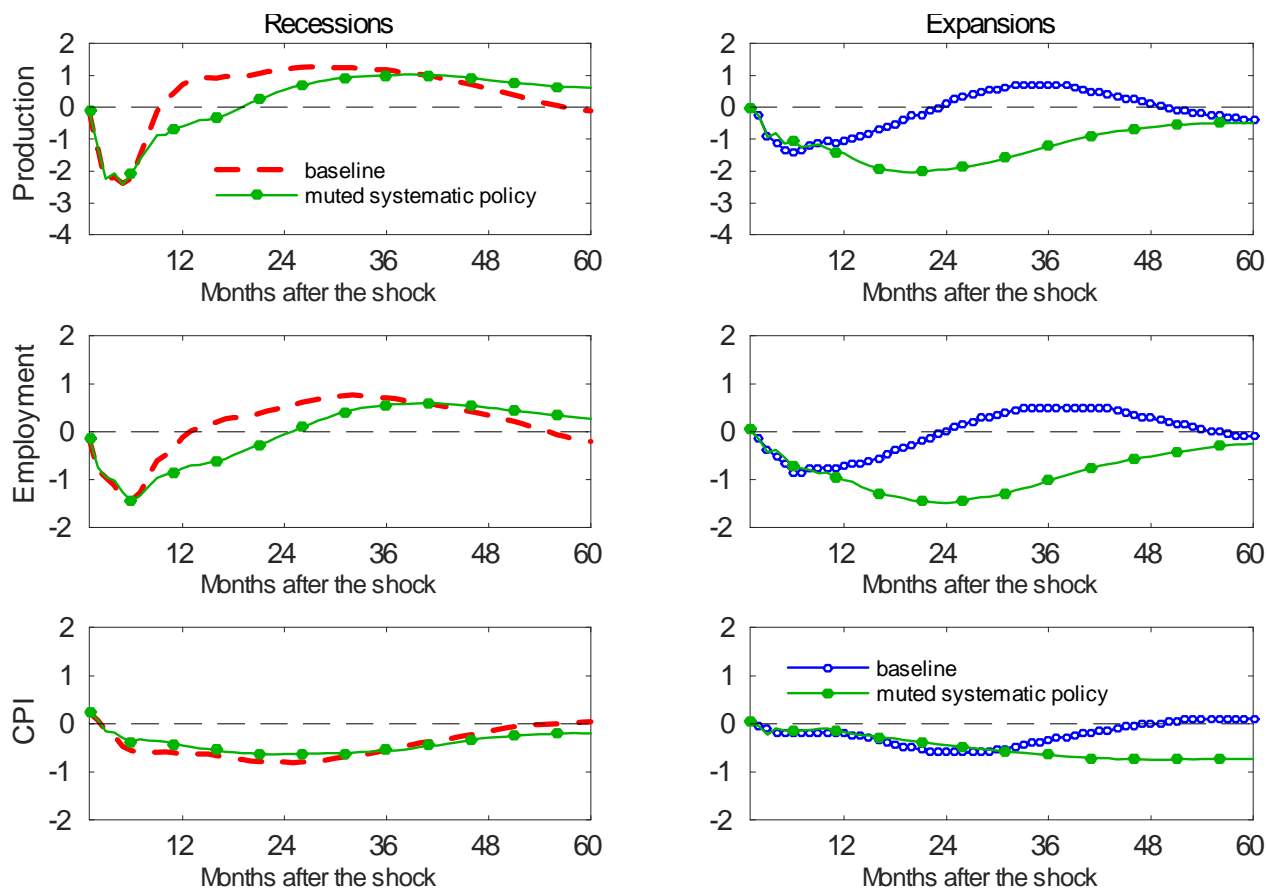 Recessions
Production
2
1
0
-1
-2
-3
-4
baseline
muted systematic policy
12 24 36 48 60
Months after the shock
Expansions
2
1
0
-1
-2
-3
-4
12 24 36 48 60
Months after the shock
Employment
2
1
0
-1
-2
12 24 36 48 60
Months after the shock
2
1
0
-1
-2
12 24 36 48 60
Months after the shock
CPI
2
1
0
-1
-2
12 24 36 48 60
Months after the shock
2
1
0
-1
-2
baseline
muted systematic policy
12 24 36 48 60
Months after the shock